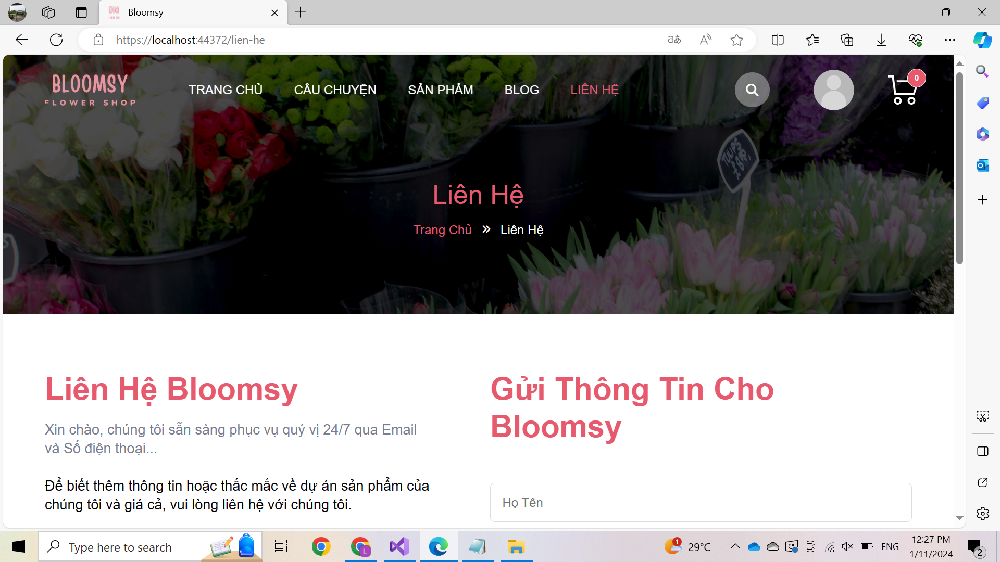 Bloomsy
https://localhost:44372/lien-he
BLOOMSY
FLOWER SHOP
TRANG CHỦ
CÂU CHUYỆN
SẢN PHẨM
BLOG
LIÊN HỆ
0
TULIPS
Liên Hệ
Trang Chủ » Liên Hệ
Liên Hệ Bloomsy
Xin chào, chúng tôi sẵn sàng phục vụ quý vị 24/7 qua Email
và Số điện thoại...
Để biết thêm thông tin hoặc thắc mắc về dự án sản phẩm của
chúng tôi và giá cả, vui lòng liên hệ với chúng tôi.
Gửi Thông Tin Cho
Bloomsy
Họ Tên
Type here to search
L
1
29°C
ENG
12:27 PM
1/11/2024
2